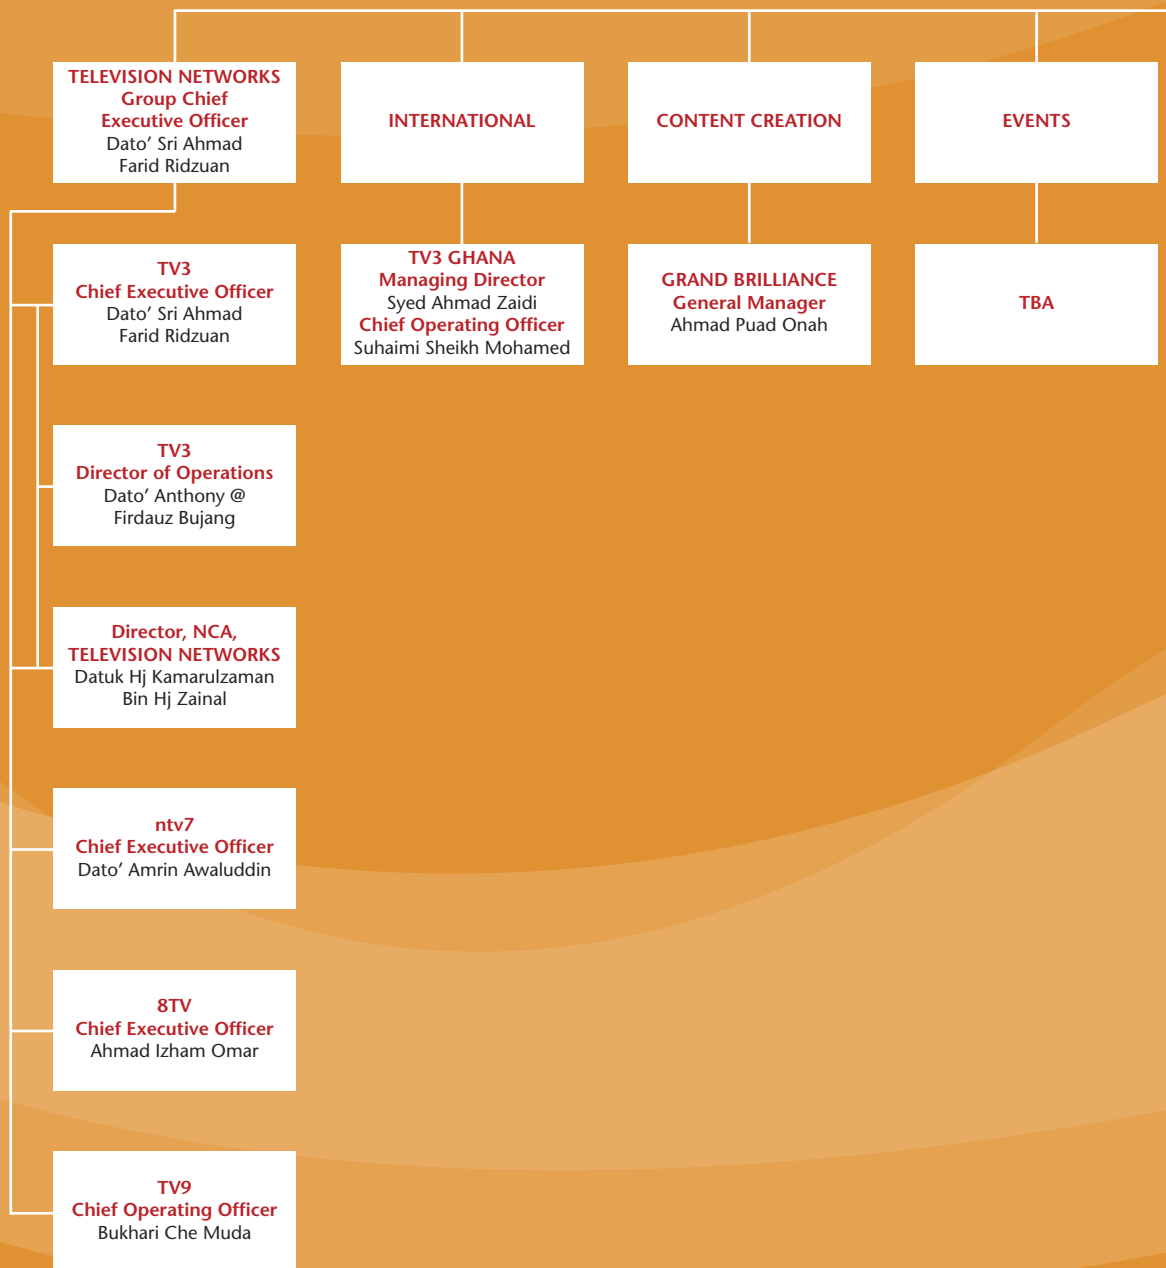 TELEVISION NETWORKS
Group Chief
Executive Officer
Dato’ Sri Ahmad
Farid Ridzuan
INTERNATIONAL
CONTENT CREATION
EVENTS
TV3
Chief Executive Officer
Dato’ Sri Ahmad
Farid Ridzuan
TV3 GHANA
Managing Director
Syed Ahmad Zaidi
Chief Operating Officer
Suhaimi Sheikh Mohamed
GRAND BRILLIANCE
General Manager
Ahmad Puad Onah
TBA
TV3
Director of Operations
Dato’ Anthony @
Firdauz Bujang
Director, NCA,
TELEVISION NETWORKS
Datuk Hj Kamarulzaman
Bin Hj Zainal
ntv7
Chief Executive Officer
Dato’ Amrin Awaluddin
8TV
Chief Executive Officer
Ahmad Izham Omar
TV9
Chief Operating Officer
Bukhari Che Muda